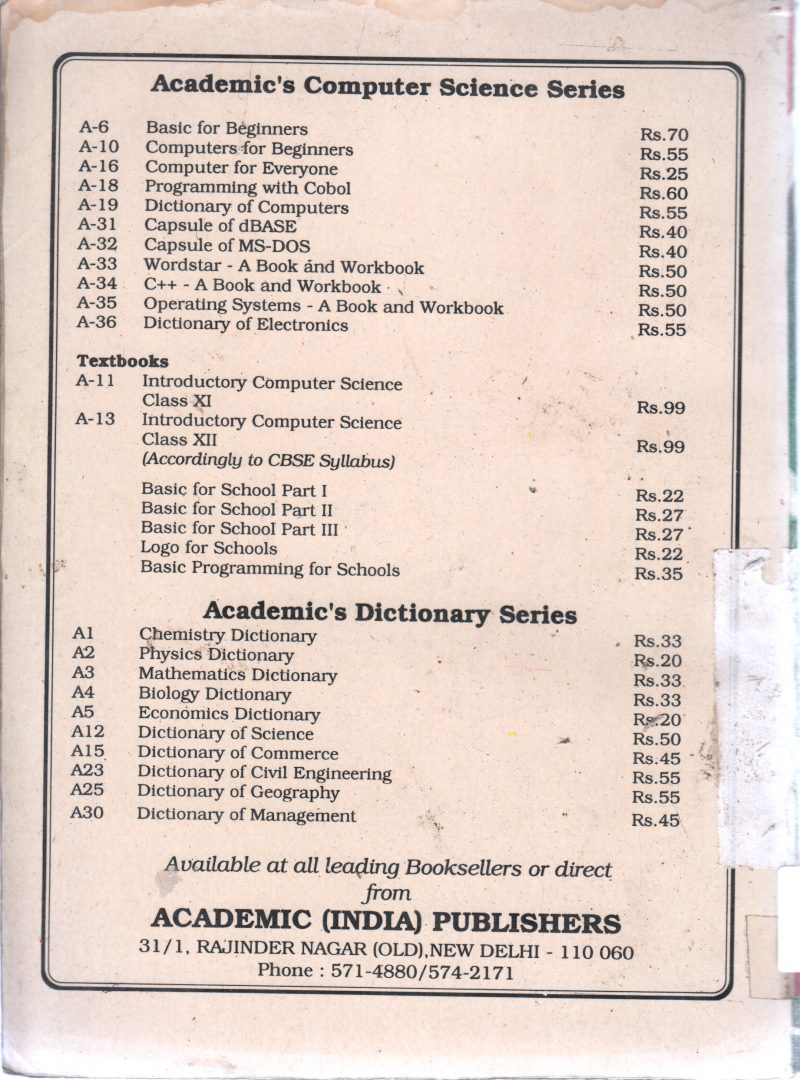 Academic's Computer Science Series
A-6 Basic for Beginners Rs.70
A-10 Computers for Beginners Rs.55
A-16 Computer for Everyone Rs.25
A-18 Programming with Cobol Rs.60
A-19 Dictionary of Computers Rs.55
A-31 Capsule of dBASE Rs.40
A-32 Capsule of MS-DOS Rs.40
A-33 Wordstar - A Book and Workbook Rs.50
A-34 C++ - A Book and Workbook Rs.50
A-35 Operating Systems - A Book and Workbook Rs.50
A-36 Dictionary of Electronics Rs.55
Textbooks
A-11 Introductory Computer Science
Class XI Rs.99
A-13 Introductory Computer Science
Class XII Rs.99
(Accordingly to CBSE Syllabus)
Basic for School Part I Rs.22
Basic for School Part II Rs.27
Basic for School Part III Rs.27
Logo for Schools Rs.22
Basic Programming for Schools Rs.35
Academic's Dictionary Series
A1 Chemistry Dictionary Rs.33
A2 Physics Dictionary Rs.20
A3 Mathematics Dictionary Rs.33
A4 Biology Dictionary Rs.33
A5 Economics Dictionary Rs.20
A12 Dictionary of Science Rs.50
A15 Dictionary of Commerce Rs.45
A23 Dictionary of Civil Engineering Rs.55
A25 Dictionary of Geography Rs.55
A30 Dictionary of Management Rs.45
Available at all leading Booksellers or direct
from
ACADEMIC (INDIA) PUBLISHERS
31/1, RAJINDER NAGAR (OLD),NEW DELHI - 110 060
Phone : 571-4880/574-2171